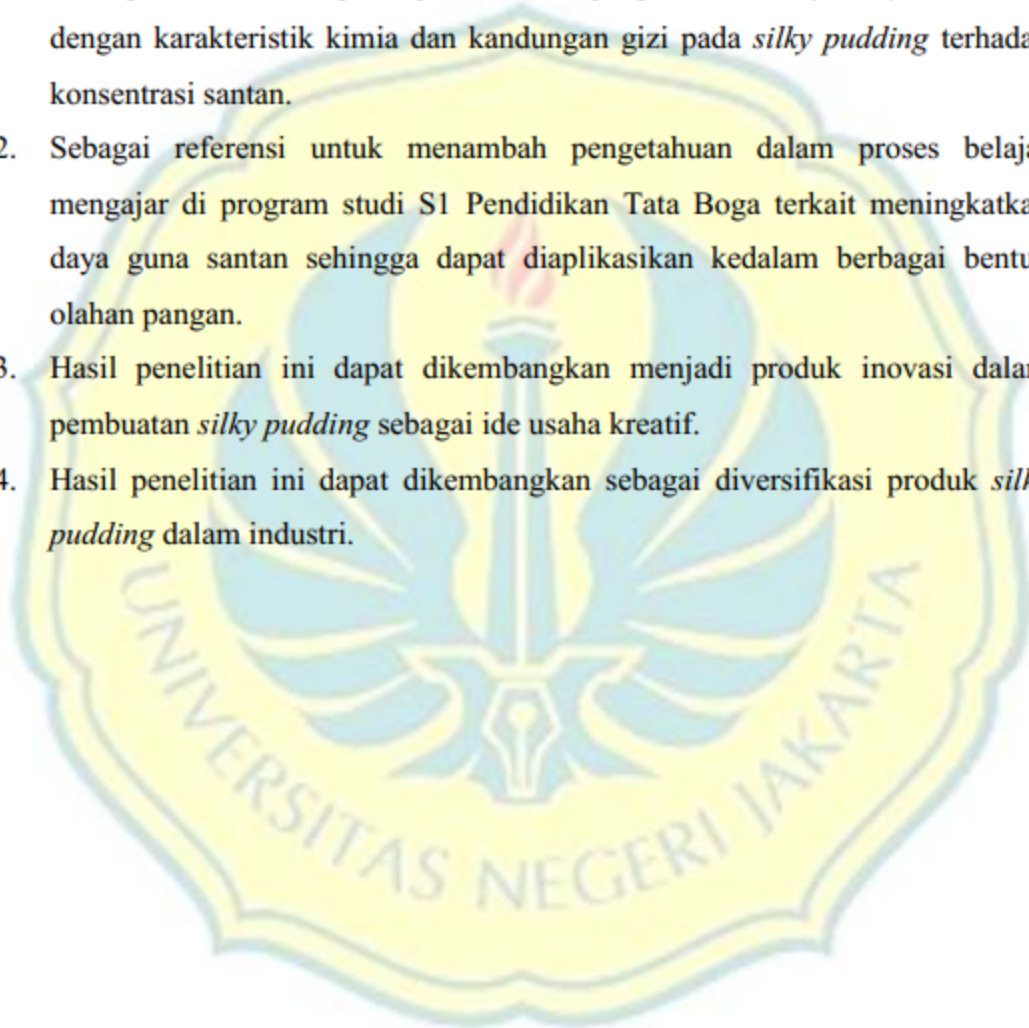 dengan karakteristik kimia dan kandungan gizi pada silky pudding terhada
konsentrasi santan.
2. Sebagai referensi untuk menambah pengetahuan dalam proses belaja
mengajar di program studi S1 Pendidikan Tata Boga terkait meningkatka
daya guna santan sehingga dapat diaplikasikan kedalam berbagai bentu
olahan pangan.
3. Hasil penelitian ini dapat dikembangkan menjadi produk inovasi dalam
pembuatan silky pudding sebagai ide usaha kreatif.
4. Hasil penelitian ini dapat dikembangkan sebagai diversifikasi produk silk
pudding dalam industri.
UNIVERSITAS NEGERI JAKARTA